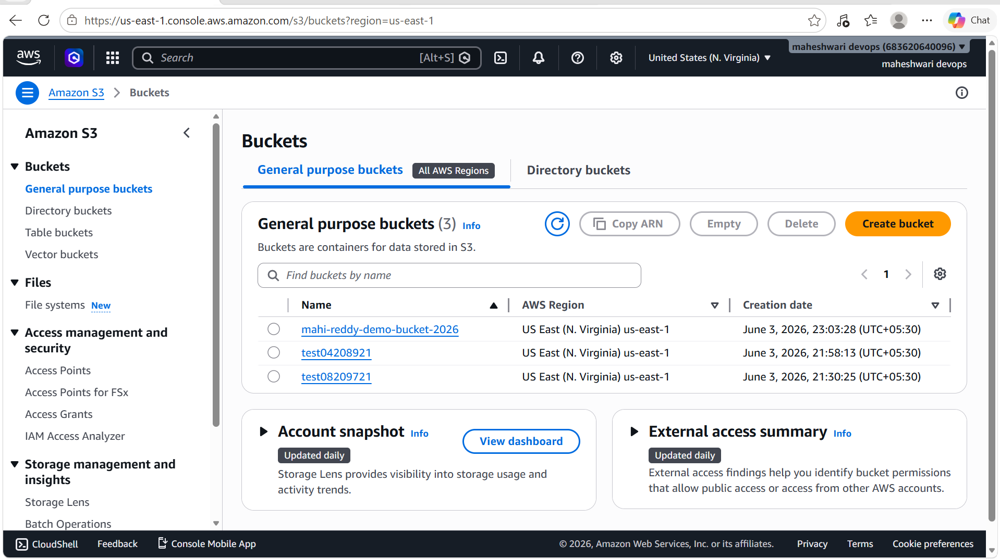 https://us-east-1.console.aws.amazon.com/s3/buckets?region=us-east-1
Chat
aws
Search
[Alt+S]
United States (N. Virginia)
maheshwari devops (683620640096)
maheshwari devops
Amazon S3
Buckets
Amazon S3
Buckets
General purpose buckets
Directory buckets
Table buckets
Vector buckets
Files
File systems New
Access management and
security
Access Points
Access Points for FSx
Access Grants
IAM Access Analyzer
Storage management and
insights
Storage Lens
Batch Operations
Buckets
General purpose buckets All AWS Regions
Directory buckets
General purpose buckets (3) Info
Copy ARN
Empty
Delete
Create bucket
Buckets are containers for data stored in S3.
Find buckets by name
1
Name AWS Region Creation date
mahi-reddy-demo-bucket-2026 US East (N. Virginia) us-east-1 June 3, 2026, 23:03:28 (UTC+05:30)
test04208921 US East (N. Virginia) us-east-1 June 3, 2026, 21:58:13 (UTC+05:30)
test08209721 US East (N. Virginia) us-east-1 June 3, 2026, 21:30:25 (UTC+05:30)
Account snapshot Info
View dashboard
Updated daily
Storage Lens provides visibility into storage usage and
activity trends.
External access summary Info
Updated daily
External access findings help you identify bucket permissions
that allow public access or access from other AWS accounts.
CloudShell
Feedback
Console Mobile App
© 2026, Amazon Web Services, Inc. or its affiliates.
Privacy
Terms
Cookie preferences